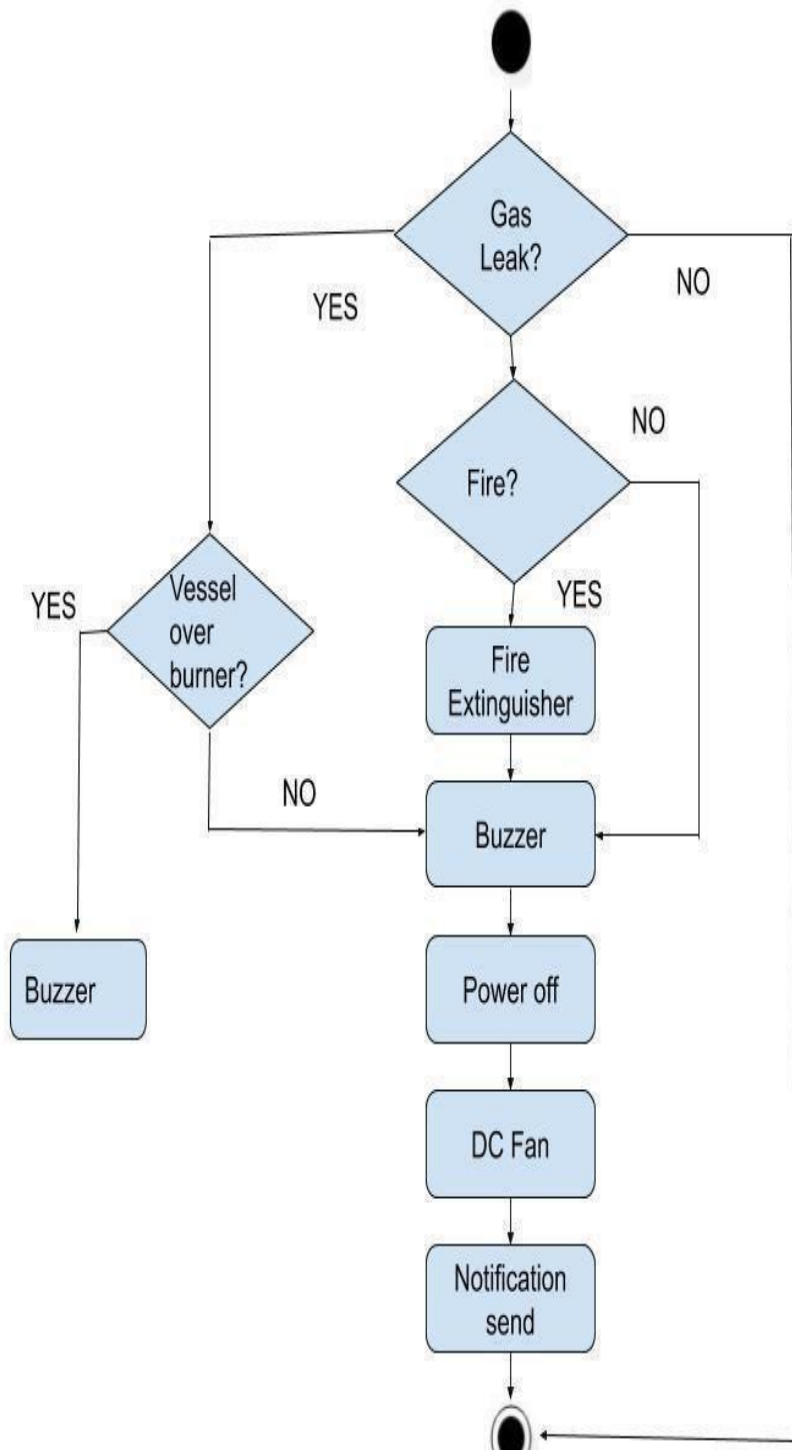 Gas
Leak?
NO
YES
NO
Fire?
Vessel
over
burner?
YES
YES
Fire
Extinguisher
NO
Buzzer
Buzzer
Power off
DC Fan
Notification
send